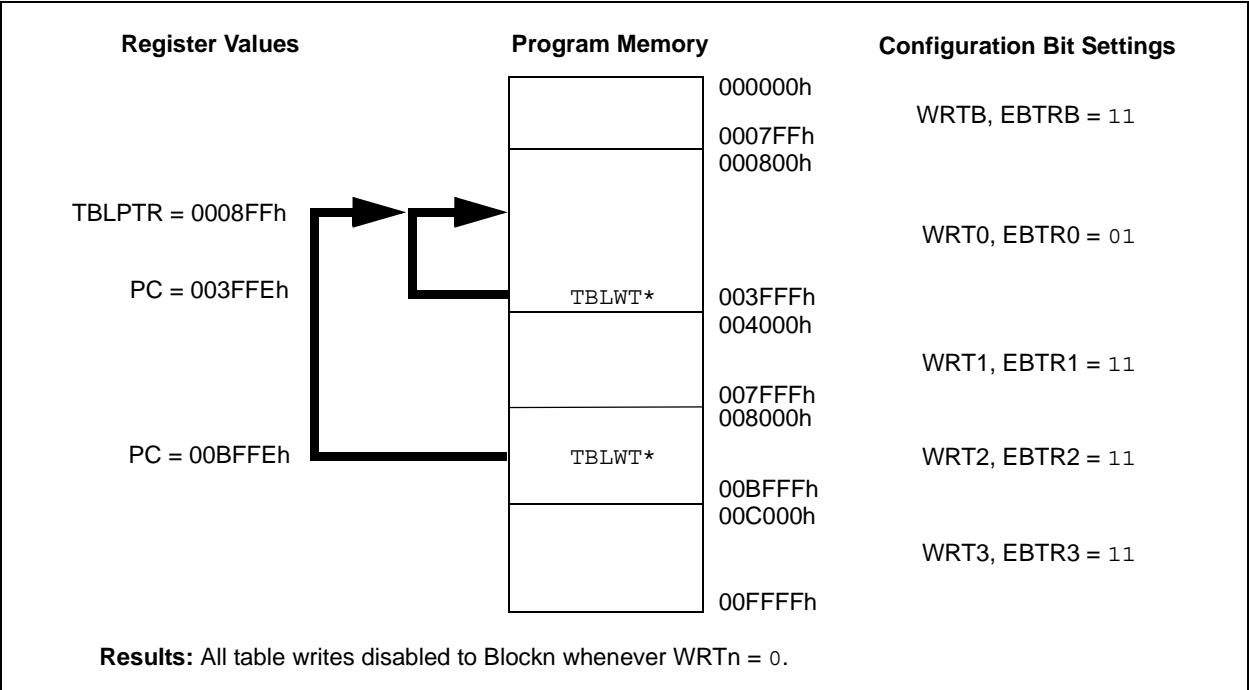 Register Values Program Memory Configuration Bit Settings
000000h
WRTB, EBTRB = 11
0007FFh
000800h
TBLPTR = 0008FFh
WRT0, EBTR0 = 01
PC = 003FFEh TBLWT* 003FFFh
004000h
WRT1, EBTR1 = 11
007FFFh
008000h
PC = 00BFFEh TBLWT* WRT2, EBTR2 = 11
00BFFFh
00C000h
WRT3, EBTR3 = 11
00FFFFh
Results: All table writes disabled to Blockn whenever WRTn = 0.